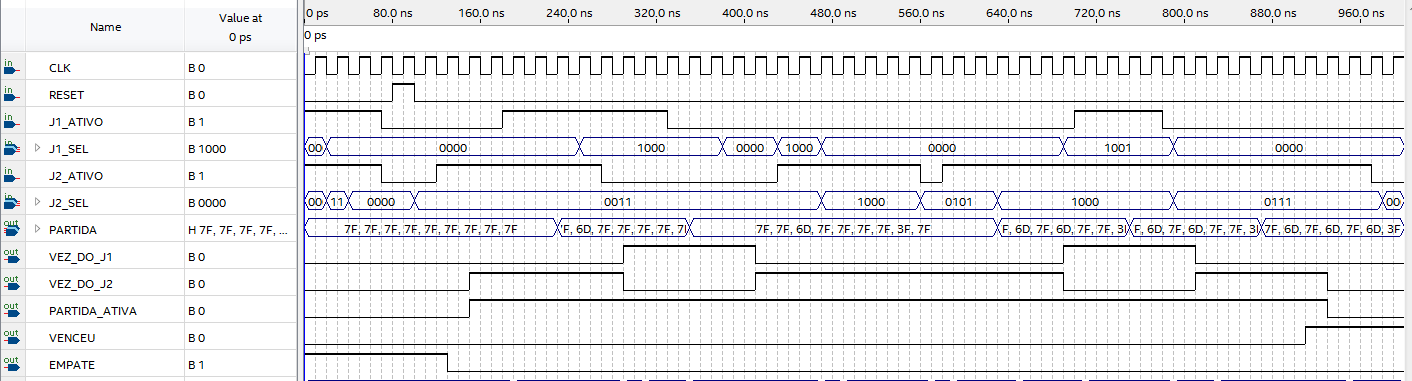 Name
Value at
0 ps
0 ps 80.0 ns 160.0 ns 240.0 ns 320.0 ns 400.0 ns 480.0 ns 560.0 ns 640.0 ns 720.0 ns 800.0 ns 880.0 ns 960.0 ns
0 ps
in CLK B 0
in RESET B 0
in J1_ATIVO B 1
in J1_SEL B 1000 00 0000 1000 0000 1000 0000 1001 0000
in J2_ATIVO B 1
in J2_SEL B 0000 00 11 0000 0011 1000 0101 1000 0111 00
out PARTIDA H 7F, 7F, 7F, 7F, ... 7F, 7F, 7F, 7F, 7F, 7F, 7F, 7F, 7F F, 6D, 7F, 7F, 7F, 7F, 7 7F, 7F, 6D, 7F, 7F, 7F, 7F, 3F, 7F F, 6D, 7F, 6D, 7F, 7F, 3 F, 6D, 7F, 6D, 7F, 7F, 3 7F, 6D, 7F, 7F, 6D, 3F
out VEZ_DO_J1 B 0
out VEZ_DO_J2 B 0
out PARTIDA_ATIVA B 0
out VENCEU B 0
out EMPATE B 1